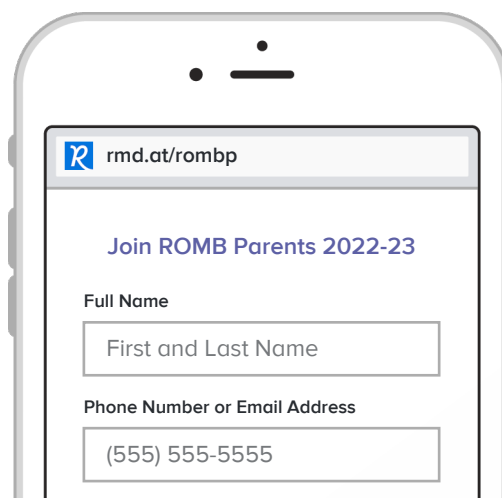 rmd.at/rombp
Join ROMB Parents 2022-23
Full Name
First and Last Name
Phone Number or Email Address
(555) 555-5555